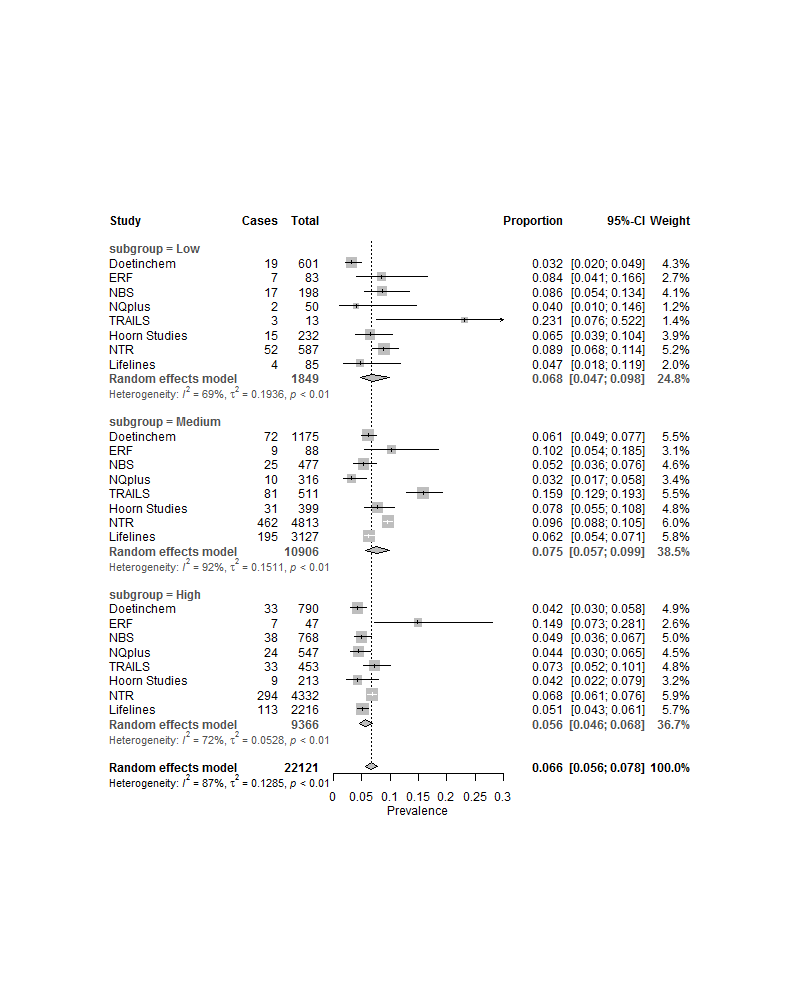 Study Cases Total Proportion 95%-CI Weight
subgroup = Low
Doetinchem 19 601 0.032 [0.020; 0.049] 4.3%
ERF 7 83 0.084 [0.041; 0.166] 2.7%
NBS 17 198 0.086 [0.054; 0.134] 4.1%
NQplus 2 50 0.040 [0.010; 0.146] 1.2%
TRAILS 3 13 0.231 [0.076; 0.522] 1.4%
Hoorn Studies 15 232 0.065 [0.039; 0.104] 3.9%
NTR 52 587 0.089 [0.068; 0.114] 4.9%
Lifelines 4 85 0.047 [0.018; 0.119] 2.0%
Random effects model 1849 0.068 [0.047; 0.098] 24.8%
Heterogeneity: I² = 69%, τ² = 0.1936, p < 0.01
subgroup = Medium
Doetinchem 72 1175 0.061 [0.049; 0.077] 5.5%
ERF 9 88 0.102 [0.054; 0.185] 3.1%
NBS 25 477 0.052 [0.036; 0.076] 4.6%
NQplus 10 316 0.032 [0.017; 0.058] 3.4%
TRAILS 81 511 0.159 [0.129; 0.193] 5.5%
Hoorn Studies 31 399 0.078 [0.055; 0.108] 4.8%
NTR 462 4813 0.096 [0.088; 0.105] 6.0%
Lifelines 195 3127 0.062 [0.054; 0.071] 5.8%
Random effects model 10906 0.075 [0.057; 0.099] 38.5%
Heterogeneity: I² = 92%, τ² = 0.1511, p < 0.01
subgroup = High
Doetinchem 33 790 0.042 [0.030; 0.058] 4.9%
ERF 7 47 0.149 [0.073; 0.281] 2.6%
NBS 38 768 0.049 [0.036; 0.067] 5.0%
NQplus 24 547 0.044 [0.030; 0.065] 4.5%
TRAILS 33 453 0.073 [0.052; 0.101] 4.8%
Hoorn Studies 9 213 0.042 [0.022; 0.079] 3.2%
NTR 294 4332 0.068 [0.061; 0.076] 5.9%
Lifelines 113 2216 0.051 [0.043; 0.061] 5.7%
Random effects model 9366 0.056 [0.046; 0.068] 36.7%
Heterogeneity: I² = 72%, τ² = 0.0528, p < 0.01
Random effects model 22121 0.066 [0.056; 0.078] 100.0%
Heterogeneity: I² = 87%, τ² = 0.1285, p < 0.01
0 0.05 0.1 0.15 0.2 0.25 0.3
Prevalence